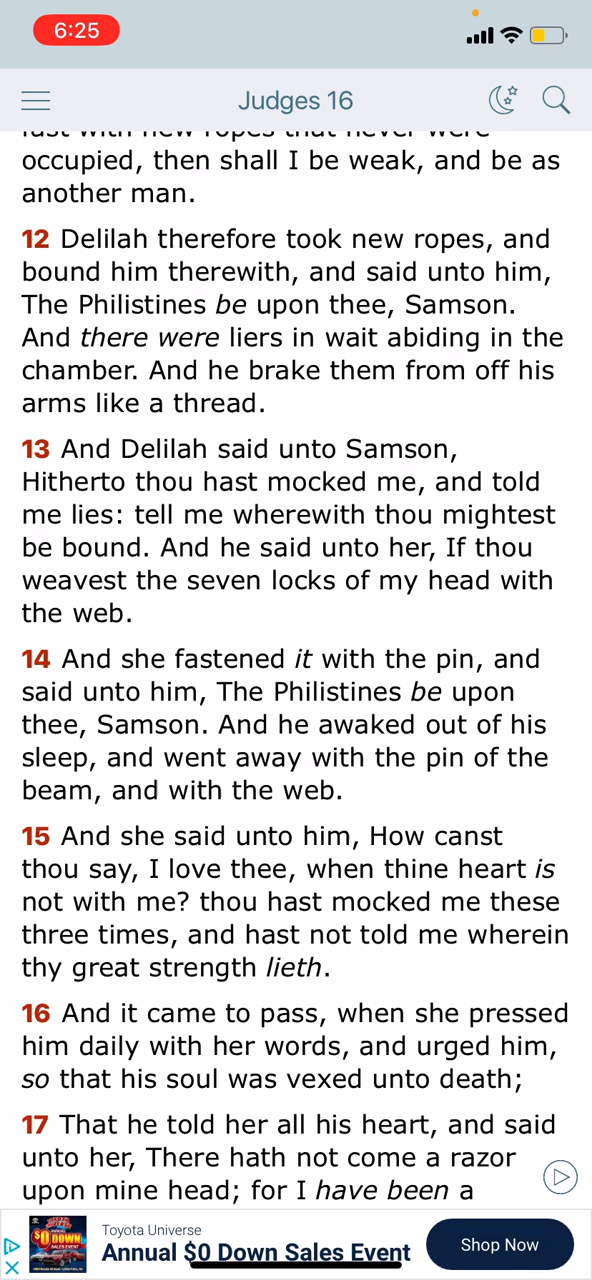 6:25
Judges 16
fast with new ropes that never were
occupied, then shall I be weak, and be as
another man.
12 Delilah therefore took new ropes, and
bound him therewith, and said unto him,
The Philistines be upon thee, Samson.
And there were liers in wait abiding in the
chamber. And he brake them from off his
arms like a thread.
13 And Delilah said unto Samson,
Hitherto thou hast mocked me, and told
me lies: tell me wherewith thou mightest
be bound. And he said unto her, If thou
weavest the seven locks of my head with
the web.
14 And she fastened it with the pin, and
said unto him, The Philistines be upon
thee, Samson. And he awaked out of his
sleep, and went away with the pin of the
beam, and with the web.
15 And she said unto him, How canst
thou say, I love thee, when thine heart is
not with me? thou hast mocked me these
three times, and hast not told me wherein
thy great strength lieth.
16 And it came to pass, when she pressed
him daily with her words, and urged him,
so that his soul was vexed unto death;
17 That he told her all his heart, and said
unto her, There hath not come a razor
upon mine head; for I have been a
$0 DOWN
SALES EVENT
Toyota Universe
Annual $0 Down Sales Event
Shop Now